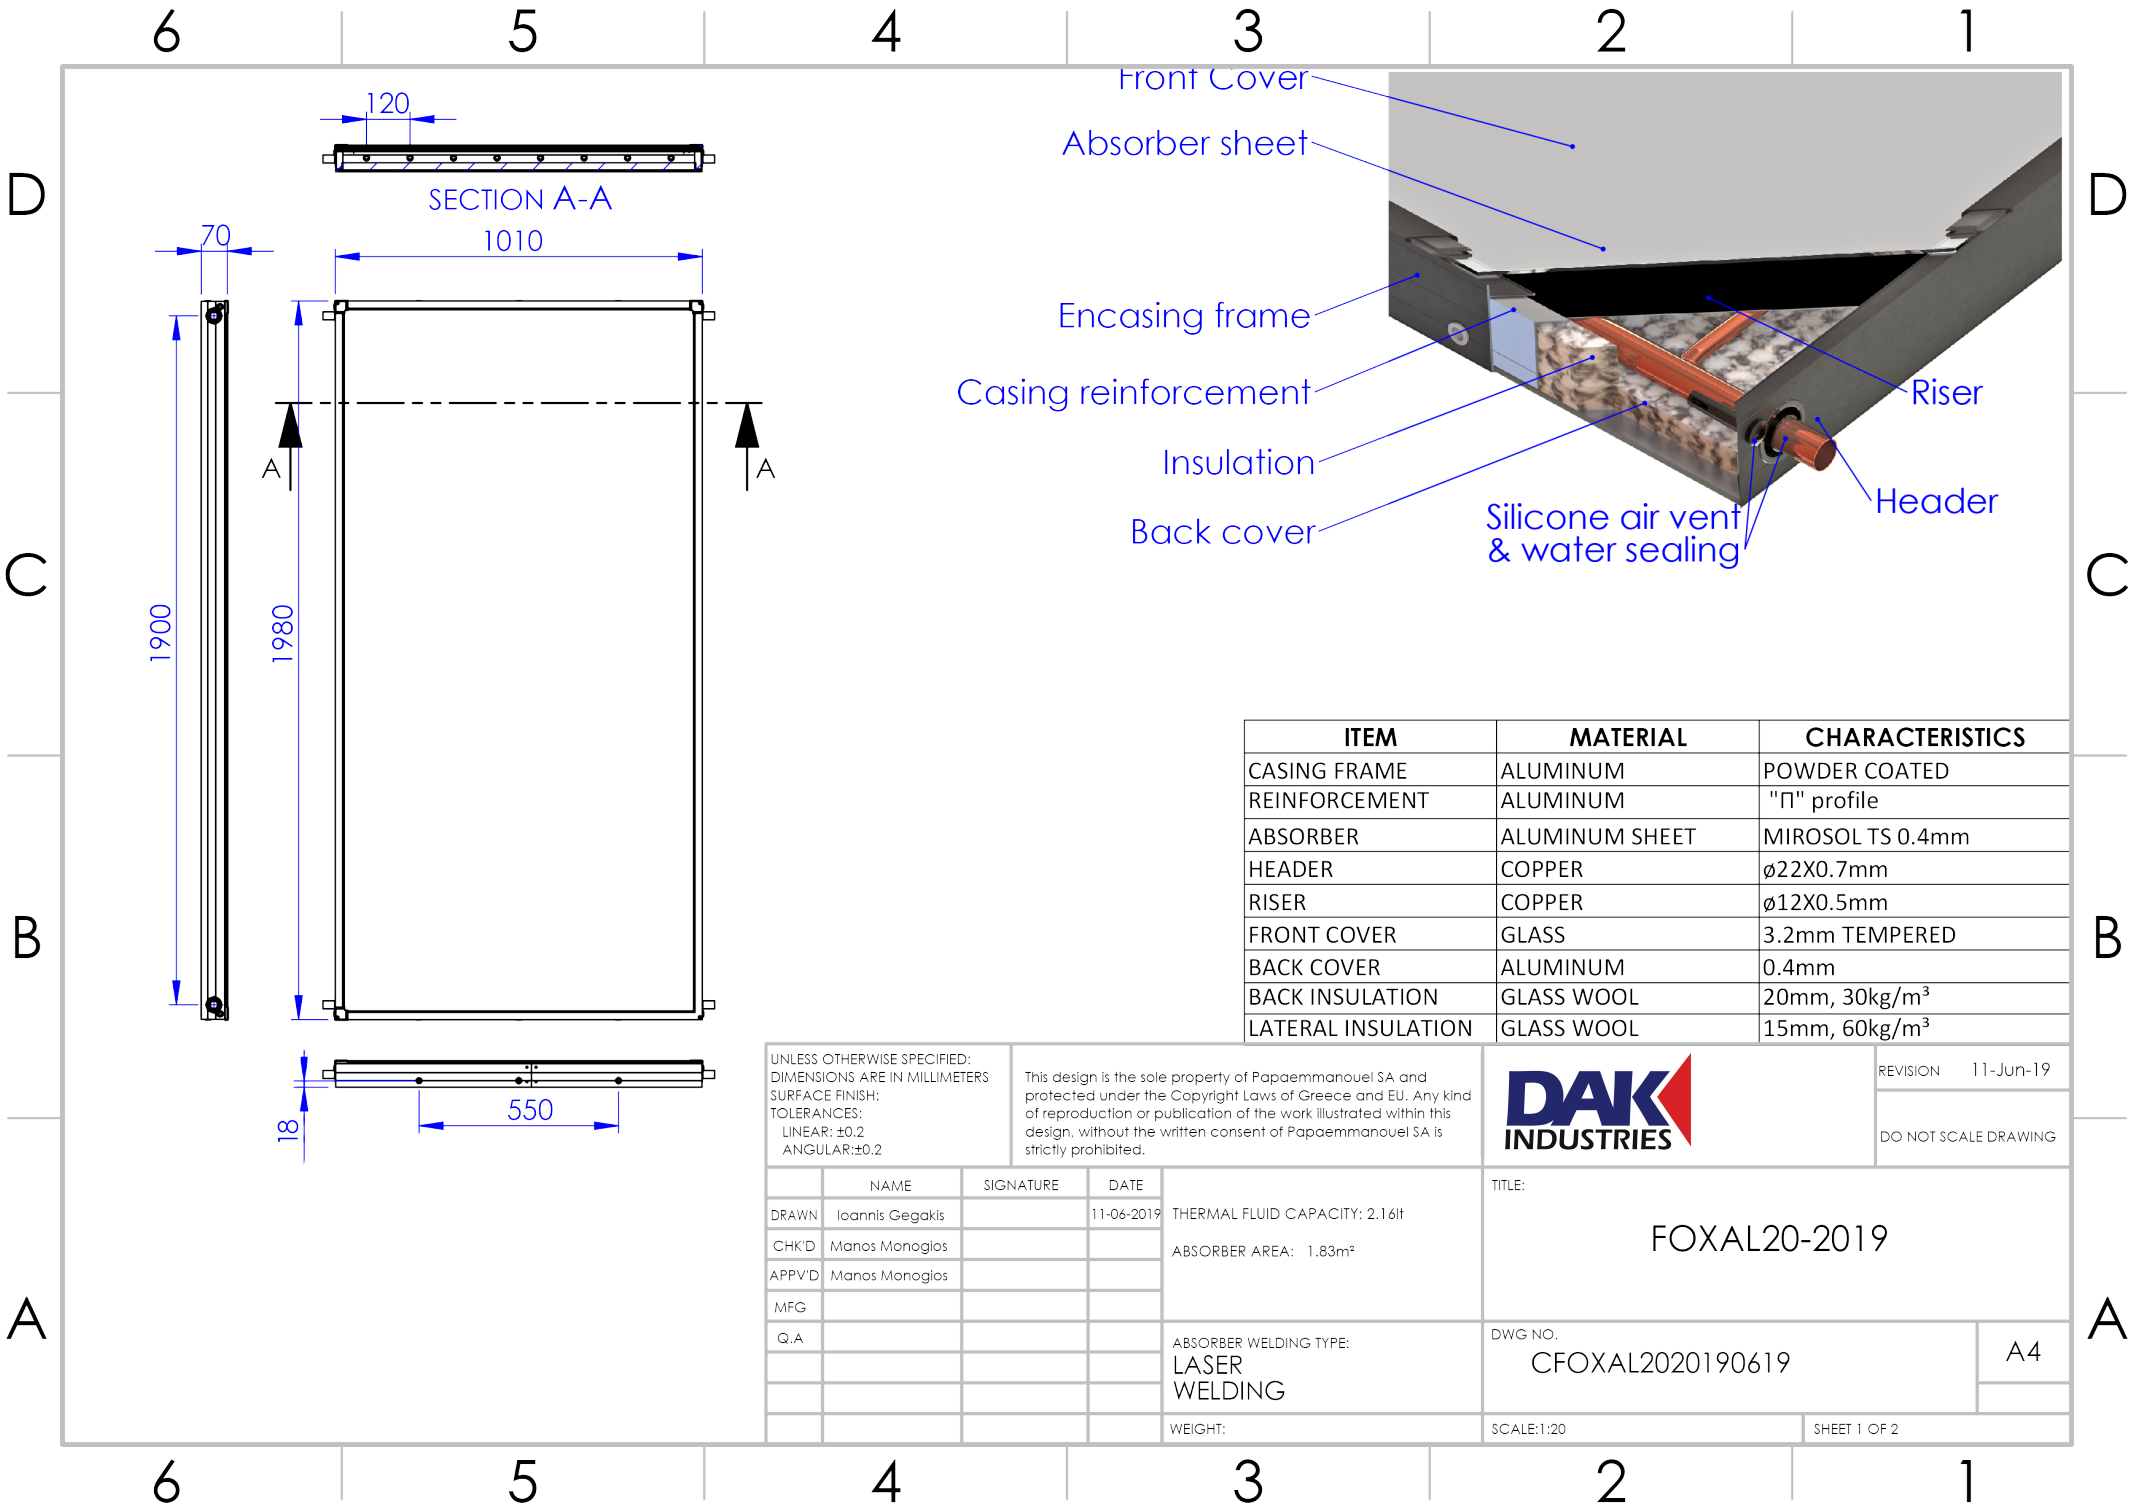 6 5 4 3 2 1
D
C
B
A
D
C
B
A
120
SECTION A-A
70
1010
1900
1980
A
A
18
550
Front Cover
Absorber sheet
Encasing frame
Casing reinforcement
Insulation
Back cover
Riser
Header
Silicone air vent
& water sealing
ITEM MATERIAL CHARACTERISTICS
CASING FRAME ALUMINUM POWDER COATED
REINFORCEMENT ALUMINUM "Π" profile
ABSORBER ALUMINUM SHEET MIROSOL TS 0.4mm
HEADER COPPER ø22X0.7mm
RISER COPPER ø12X0.5mm
FRONT COVER GLASS 3.2mm TEMPERED
BACK COVER ALUMINUM 0.4mm
BACK INSULATION GLASS WOOL 20mm, 30kg/m³
LATERAL INSULATION GLASS WOOL 15mm, 60kg/m³
UNLESS OTHERWISE SPECIFIED:
DIMENSIONS ARE IN MILLIMETERS
SURFACE FINISH:
TOLERANCES:
LINEAR: ±0.2
ANGULAR:±0.2
This design is the sole property of Papaemmanouel SA and
protected under the Copyright Laws of Greece and EU. Any kind
of reproduction or publication of the work illustrated within this
design, without the written consent of Papaemmanouel SA is
strictly prohibited.
DAK
INDUSTRIES
REVISION 11-Jun-19
DO NOT SCALE DRAWING
NAME SIGNATURE DATE
DRAWN Ioannis Gegakis 11-06-2019
CHK'D Manos Monogios
APPV'D Manos Monogios
MFG
Q.A
THERMAL FLUID CAPACITY: 2.16lt
ABSORBER AREA: 1.83m²
ABSORBER WELDING TYPE:
LASER
WELDING
WEIGHT:
TITLE:
FOXAL20-2019
DWG NO.
CFOXAL2020190619
A4
SCALE:1:20
SHEET 1 OF 2
6 5 4 3 2 1